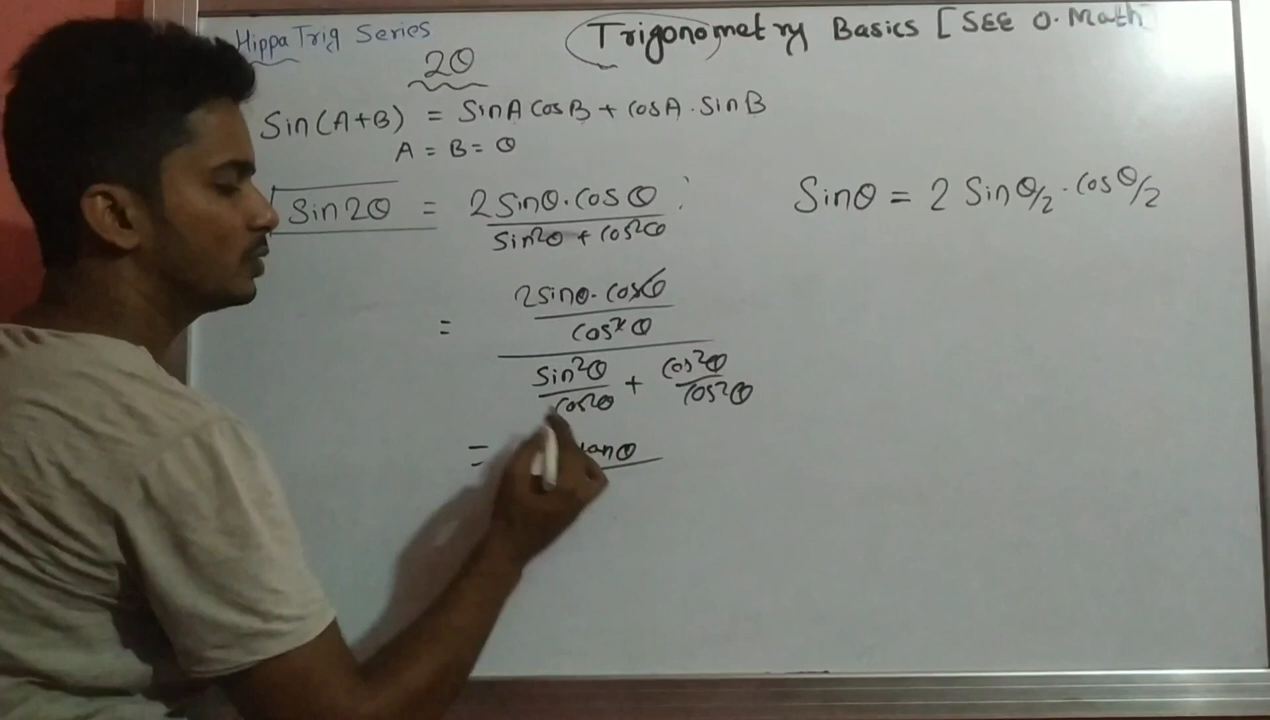 Hippa Trig Series
Trigonometry Basics [SEE O. Math
2θ
Sin(A+B) = SinA CosB + CosA . SinB
A = B = θ
Sin2θ = 2Sinθ.Cosθ / Sin²θ + Cos²θ
Sinθ = 2 Sinθ/2 . Cosθ/2
= 2Sinθ.Cosθ / Cos²θ
Sin²θ / Cos²θ + Cos²θ / Cos²θ
= tanθ